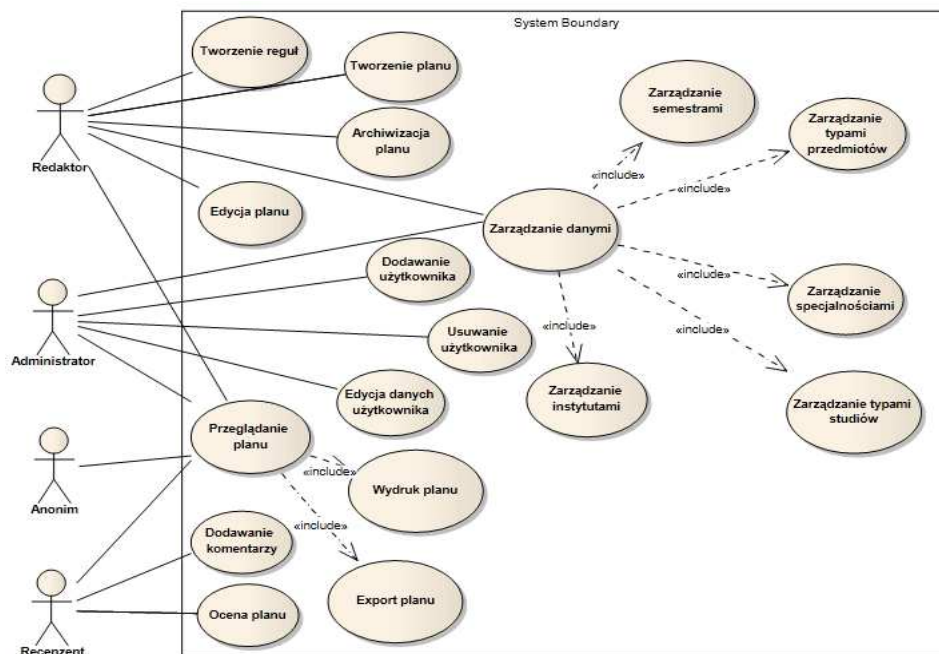 System Boundary
Tworzenie reguł
Tworzenie planu
Archiwizacja
planu
Edycja planu
Redaktor
Zarządzanie
semestrami
Zarządzanie
typami
przedmiotów
«include»
«include»
Zarządzanie danymi
Dodawanie
użytkownika
«include»
Zarządzanie
specjalnościami
«include»
«include»
Usuwanie
użytkownika
Administrator
Edycja danych
użytkownika
Zarządzanie
instytutami
Zarządzanie typami
studiów
Przeglądanie
planu
«include»
Wydruk planu
Anonim
«include»
Dodawanie
komentarzy
Export planu
Ocena planu
Recenzent